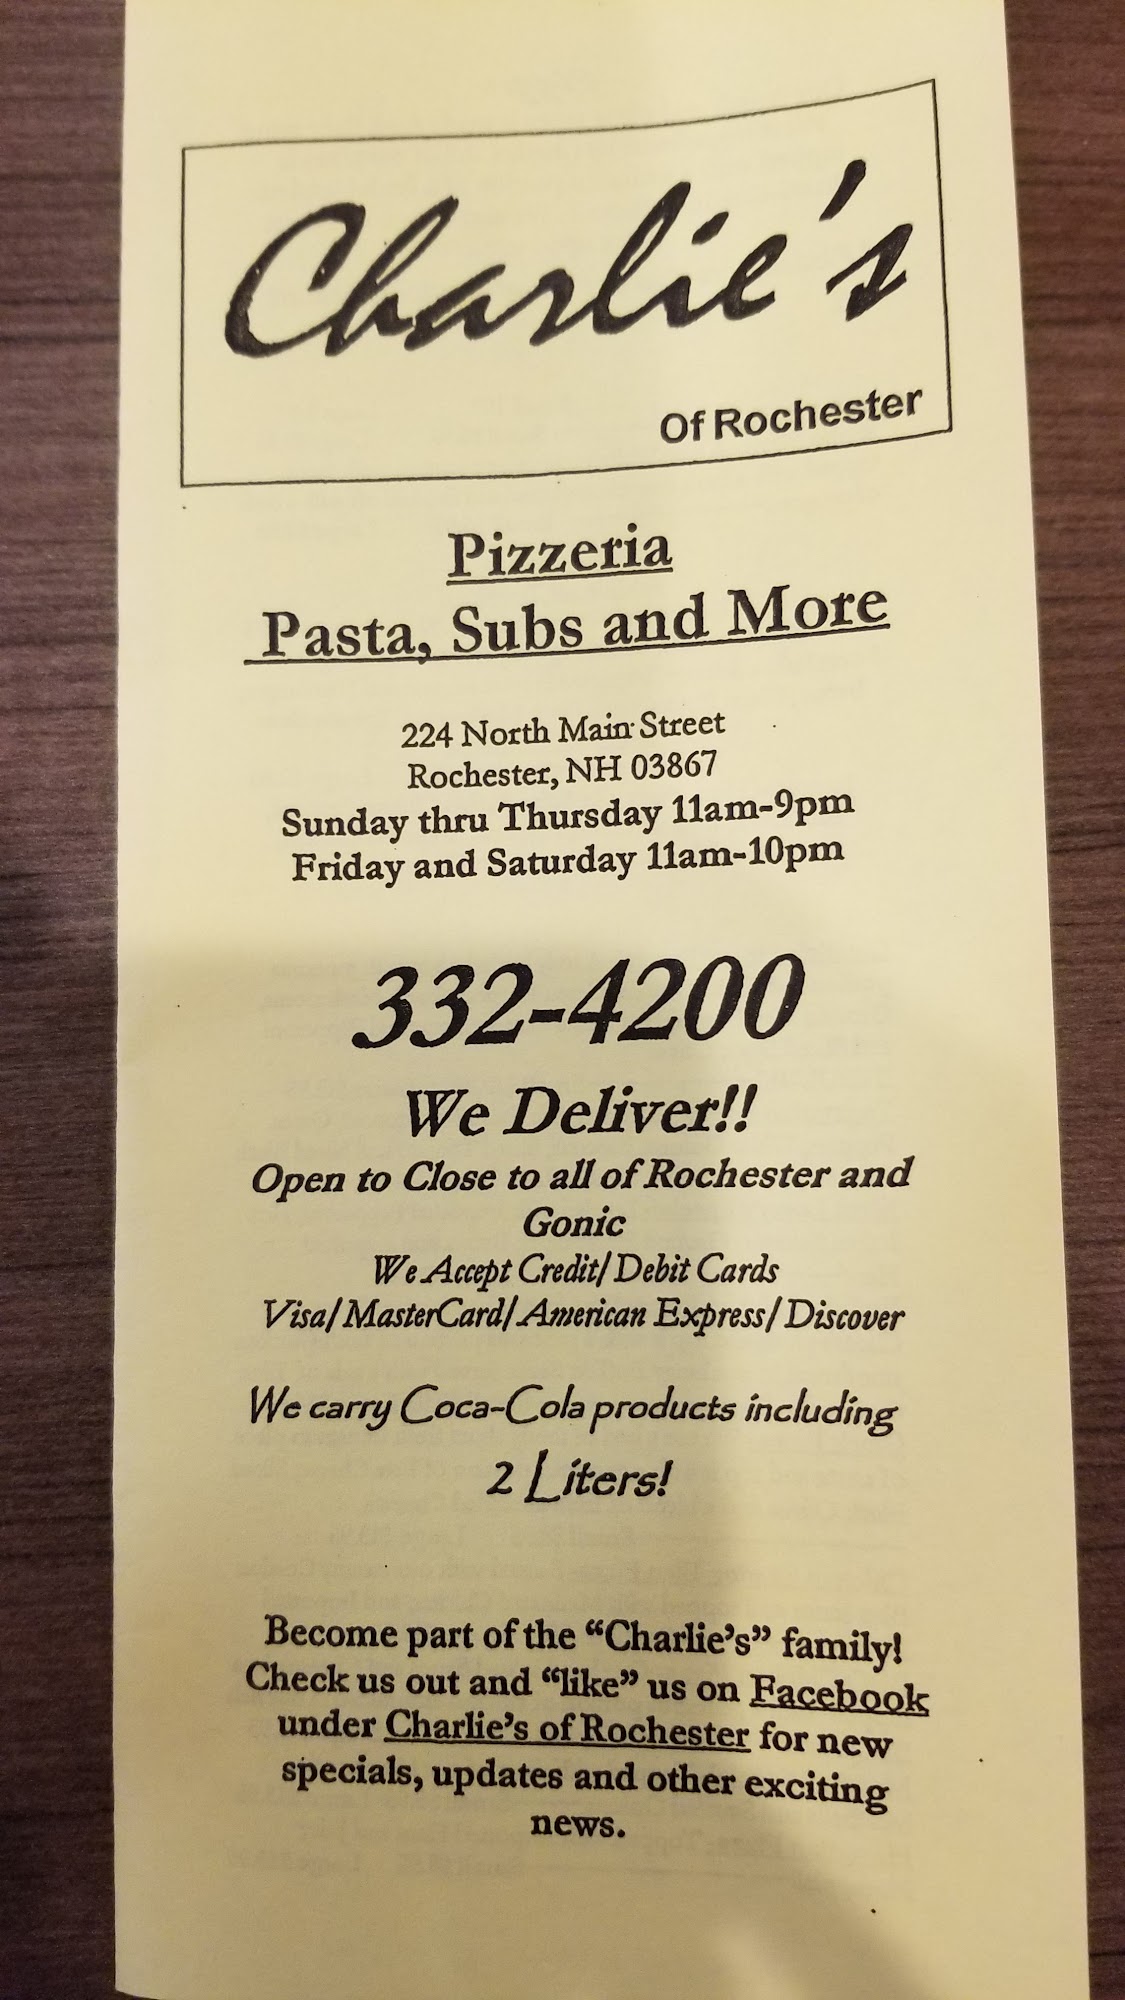 Charlie's
Of Rochester
Pizzeria
Pasta, Subs and More
224 North Main Street
Rochester, NH 03867
Sunday thru Thursday 11am-9pm
Friday and Saturday 11am-10pm
332-4200
We Deliver!!
Open to Close to all of Rochester and
Gonic
We Accept Credit/Debit Cards
Visa/MasterCard/American Express/Discover
We carry Coca-Cola products including
2 Liters!
Become part of the “Charlie’s” family!
Check us out and “like” us on Facebook
under Charlie’s of Rochester for new
specials, updates and other exciting
news.